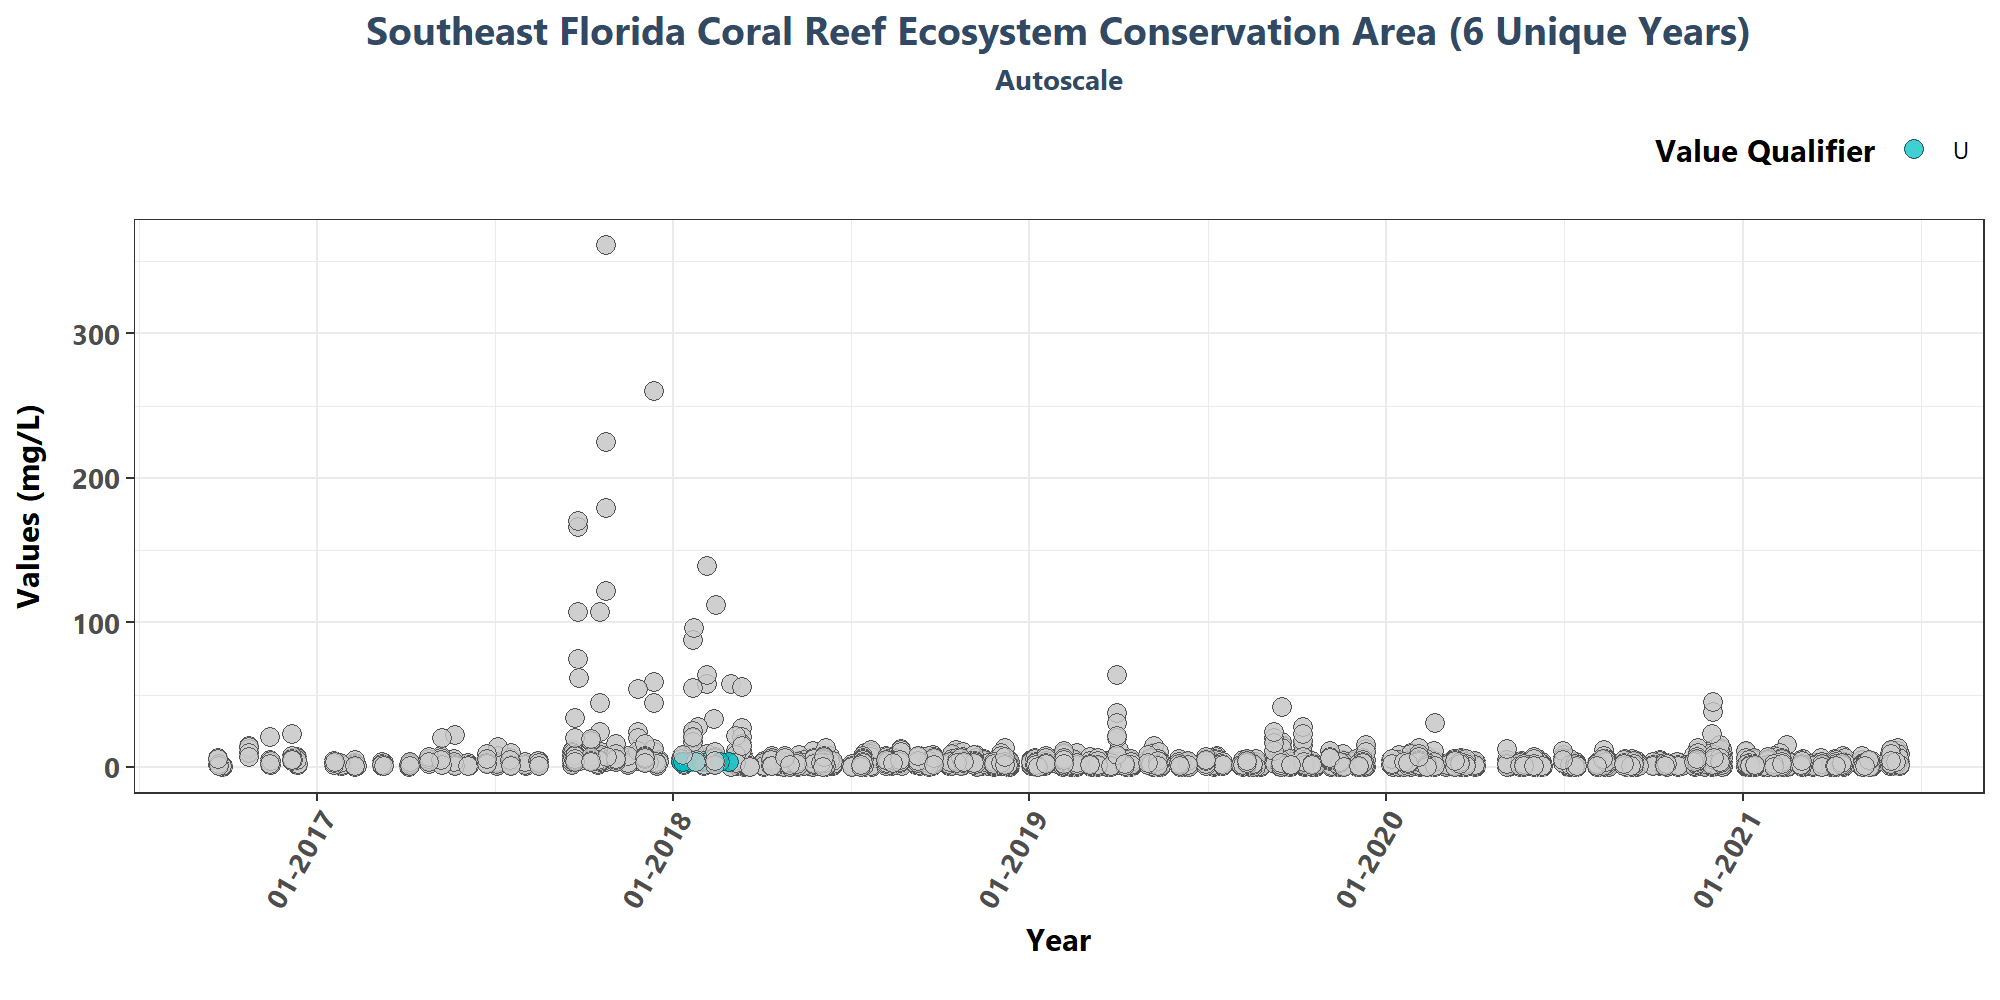 Southeast Florida Coral Reef Ecosystem Conservation Area (6 Unique Years)
Autoscale
Value Qualifier U
Values (mg/L)
300
200
100
0
01-2017 01-2018 01-2019 01-2020 01-2021
Year